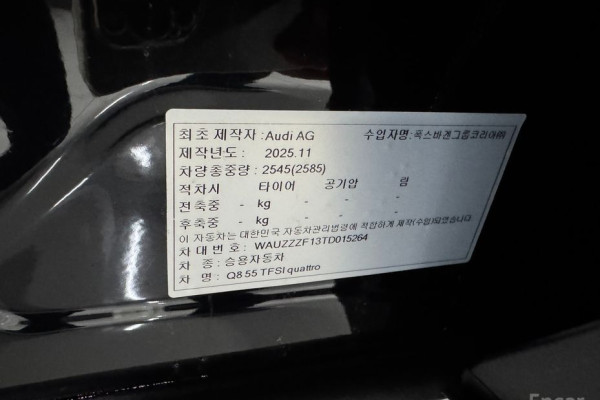 최초 제작자 : Audi AG 수입자명 : 폭스바겐그룹코리아㈜
제작년도 : 2025.11
차량총중량 : 2545(2585)
적차시 타이어 공기압 림
전축중 - kg - - -
후축중 - kg - - -
이 자동차는 대한민국 자동차관리법령에 적합하게 제작(수입)되었습니다
차대번호 : WAUZZZF13TD015264
차 종 : 승용자동차
차 명 : Q8 55 TFSI quattro
Encar